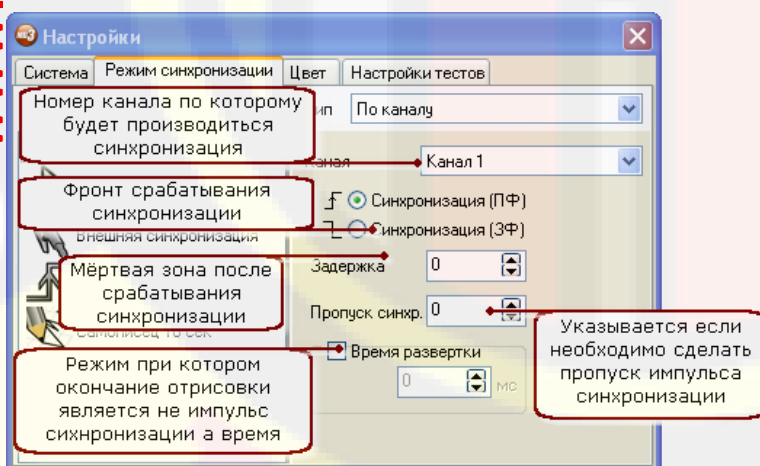 Настройки
Система Режим синхронизации Цвет Настройки тестов
Номер канала по которому
будет производиться
синхронизация
По каналу
Канал 1
Фронт срабатывания
синхронизации
Синхронизация (ПФ)
Синхронизация (ЗФ)
Внешняя синхронизация
Мёртвая зона после
срабатывания
синхронизации
Задержка 0
Пропуск синхр. 0
Указывается если
необходимо сделать
пропуск импульса
синхронизации
Режим при котором
окончание отрисовки
является не импульс
сихнронизации а время
Время развертки
0 мс